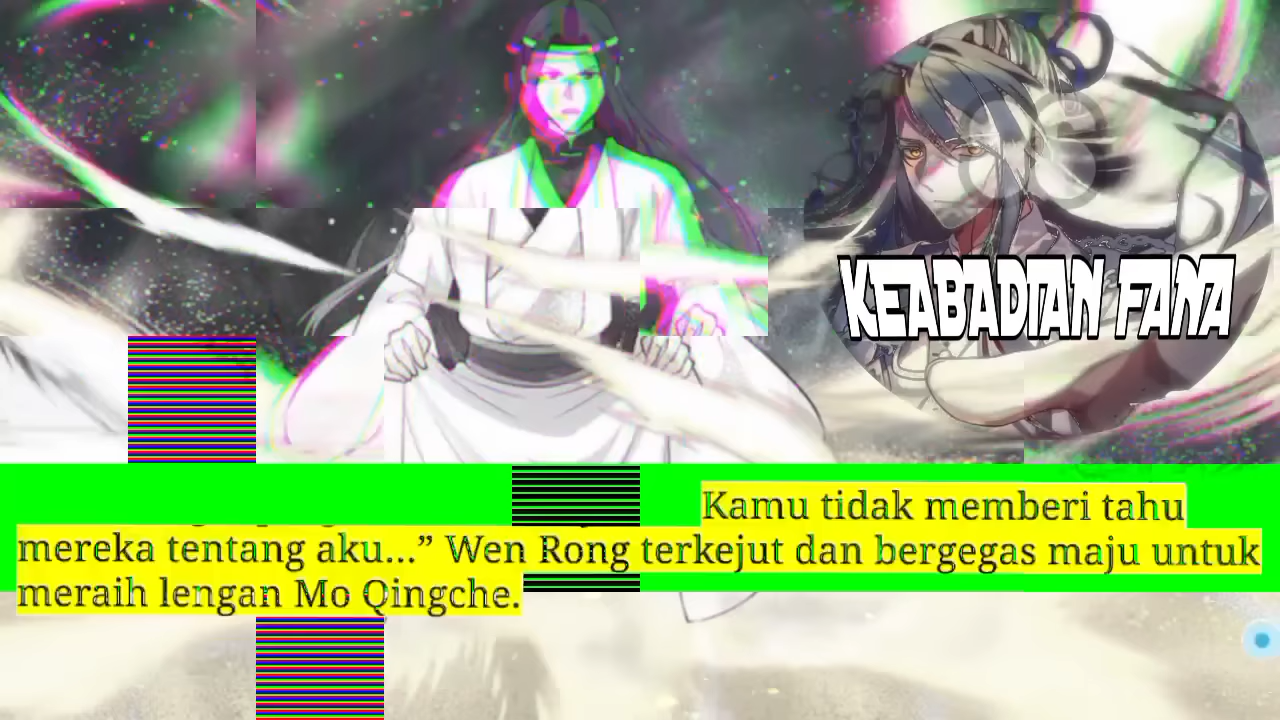 KEABADIAN FANA
Kamu tidak memberi tahu
mereka tentang aku...” Wen Rong terkejut dan bergegas maju untuk
meraih lengan Mo Qingche.